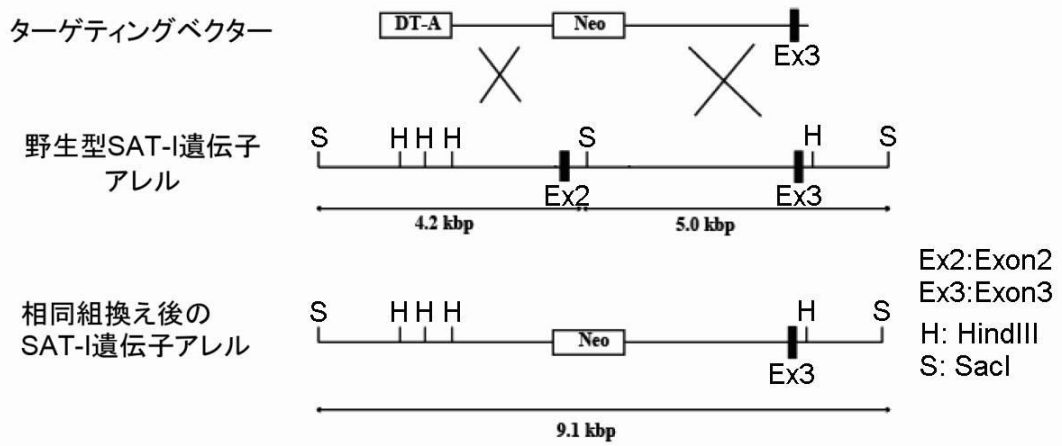 ターゲティングベクター
DT-A Neo
Ex3
野生型SAT-I遺伝子
アレル
S H H H S H S
Ex2 Ex3
4.2 kbp 5.0 kbp
相同組換え後の
SAT-I遺伝子アレル
S H H H H S
Neo
Ex3
9.1 kbp
Ex2:Exon2
Ex3:Exon3
H: HindIII
S: SacI